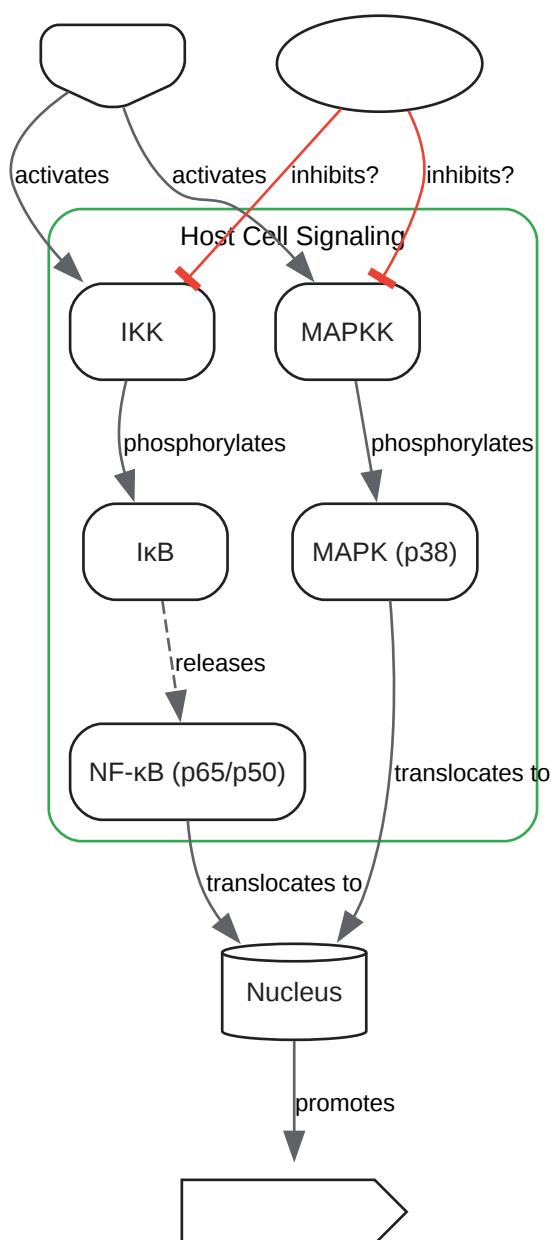 activates
activates
inhibits?
inhibits?
Host Cell Signaling
IKK
MAPKK
phosphorylates
phosphorylates
IκB
MAPK (p38)
releases
NF-κB (p65/p50)
translocates to
translocates to
Nucleus
promotes